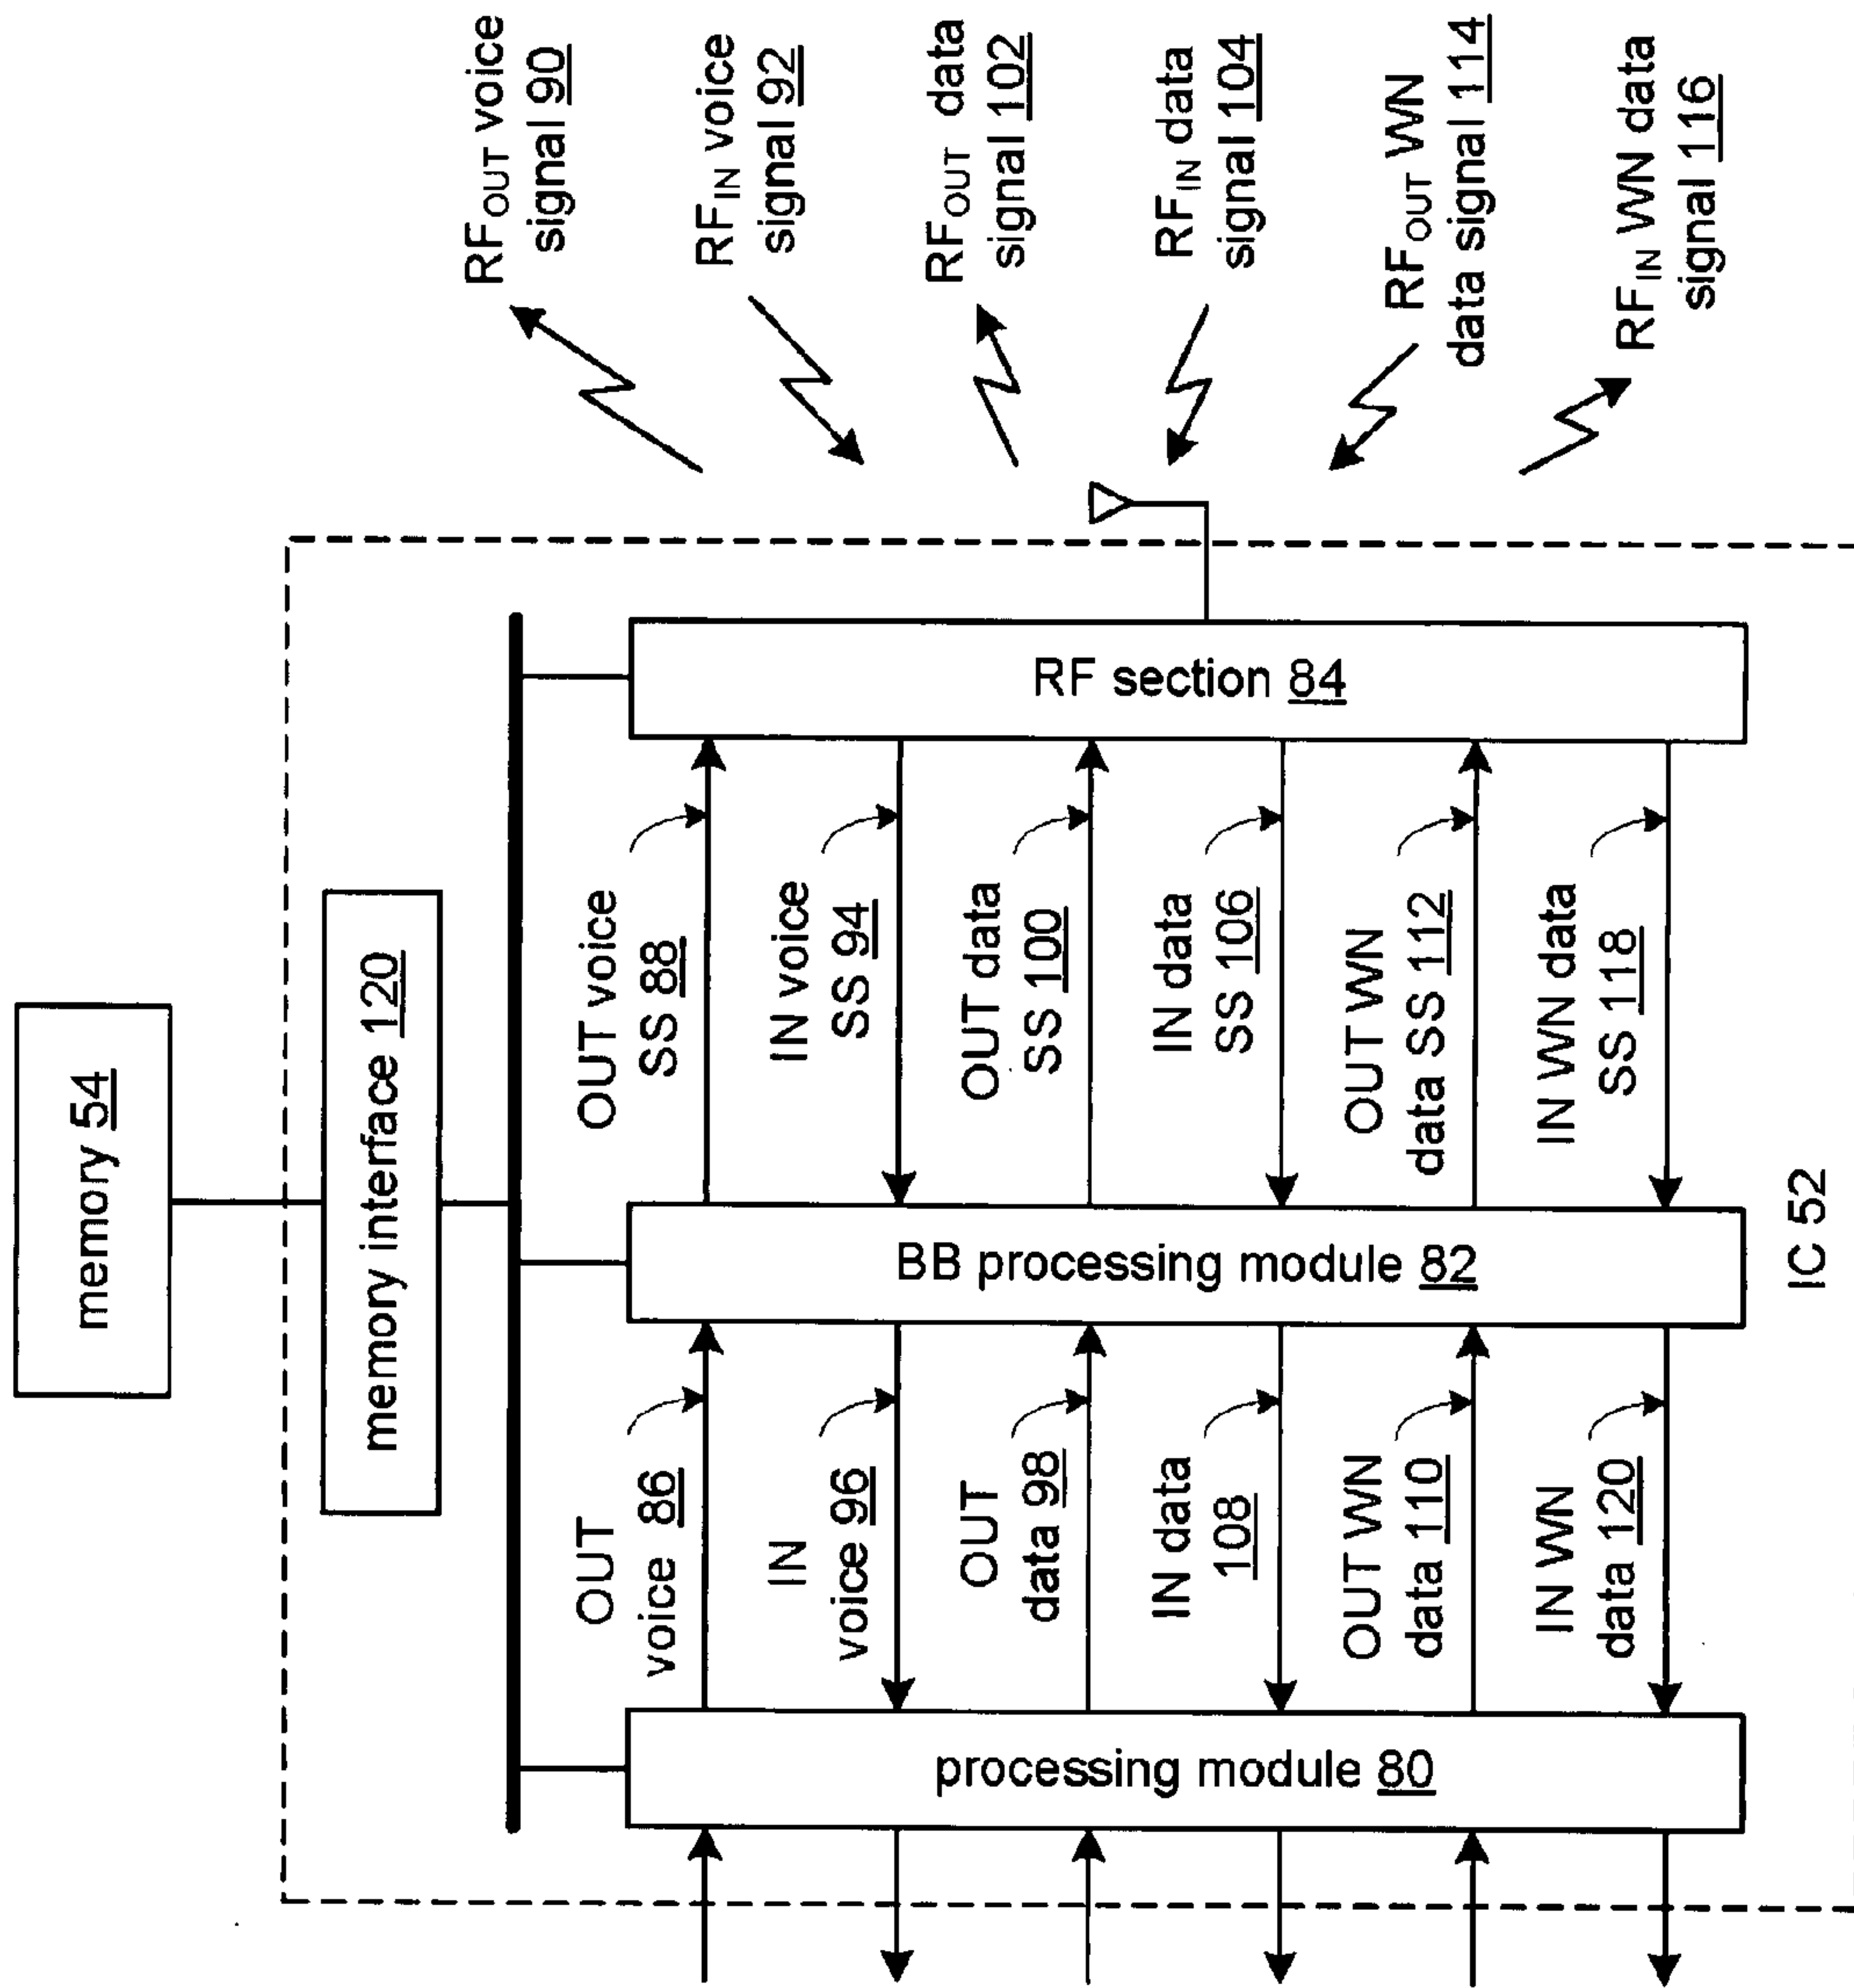 memory 54
memory interface 120
RF_OUT voice
signal 90
RF_IN voice
signal 92
RF_OUT data
signal 102
RF_IN data
signal 104
RF_OUT WN
data signal 114
RF_IN WN data
signal 116
RF section 84
OUT voice
SS 88
IN voice
SS 94
OUT data
SS 100
IN data
SS 106
OUT WN
data SS 112
IN WN data
SS 118
BB processing module 82
OUT
voice 86
IN
voice 96
OUT
data 98
IN data
108
OUT WN
data 110
IN WN
data 120
processing module 80
IC 52